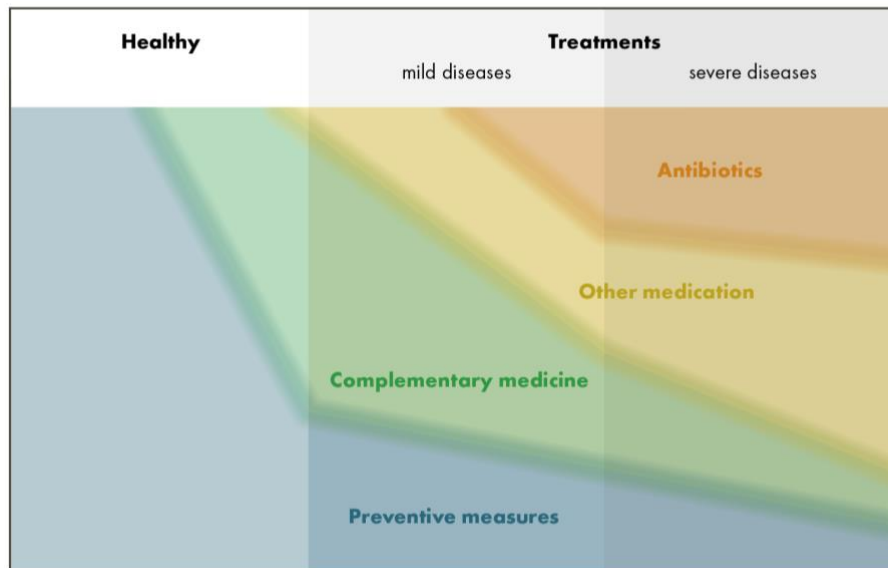 Healthy
Treatments
mild diseases
severe diseases
Antibiotics
Other medication
Complementary medicine
Preventive measures